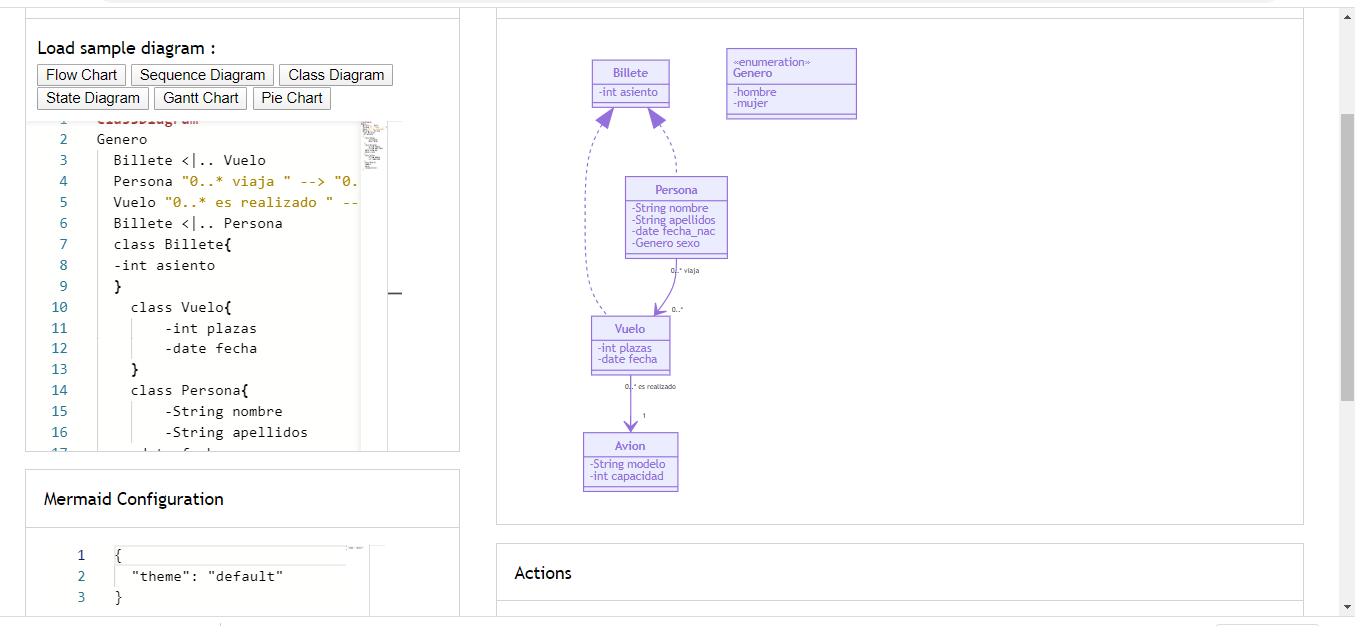 Load sample diagram :
Flow Chart
Sequence Diagram
Class Diagram
State Diagram
Gantt Chart
Pie Chart
1 classDiagram
2 Genero
3 Billete <|.. Vuelo
4 Persona "0..* viaja " --> "0.
5 Vuelo "0..* es realizado " --
6 Billete <|.. Persona
7 class Billete{
8 -int asiento
9 }
10 class Vuelo{
11 -int plazas
12 -date fecha
13 }
14 class Persona{
15 -String nombre
16 -String apellidos
17
Mermaid Configuration
1 {
2 "theme": "default"
3 }
Billete
-int asiento
«enumeration»
Genero
-hombre
-mujer
Persona
-String nombre
-String apellidos
-date fecha_nac
-Genero sexo
0..* viaja
0..*
Vuelo
-int plazas
-date fecha
0..* es realizado
1
Avion
-String modelo
-int capacidad
Actions